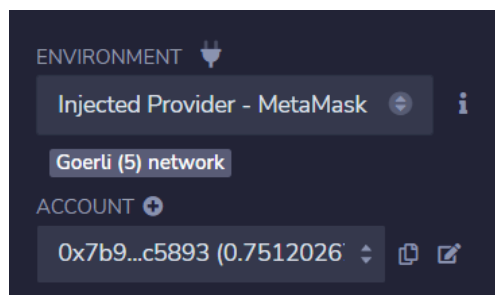 ENVIRONMENT
Injected Provider - MetaMask
Goerli (5) network
ACCOUNT
0x7b9...c5893 (0.7512026